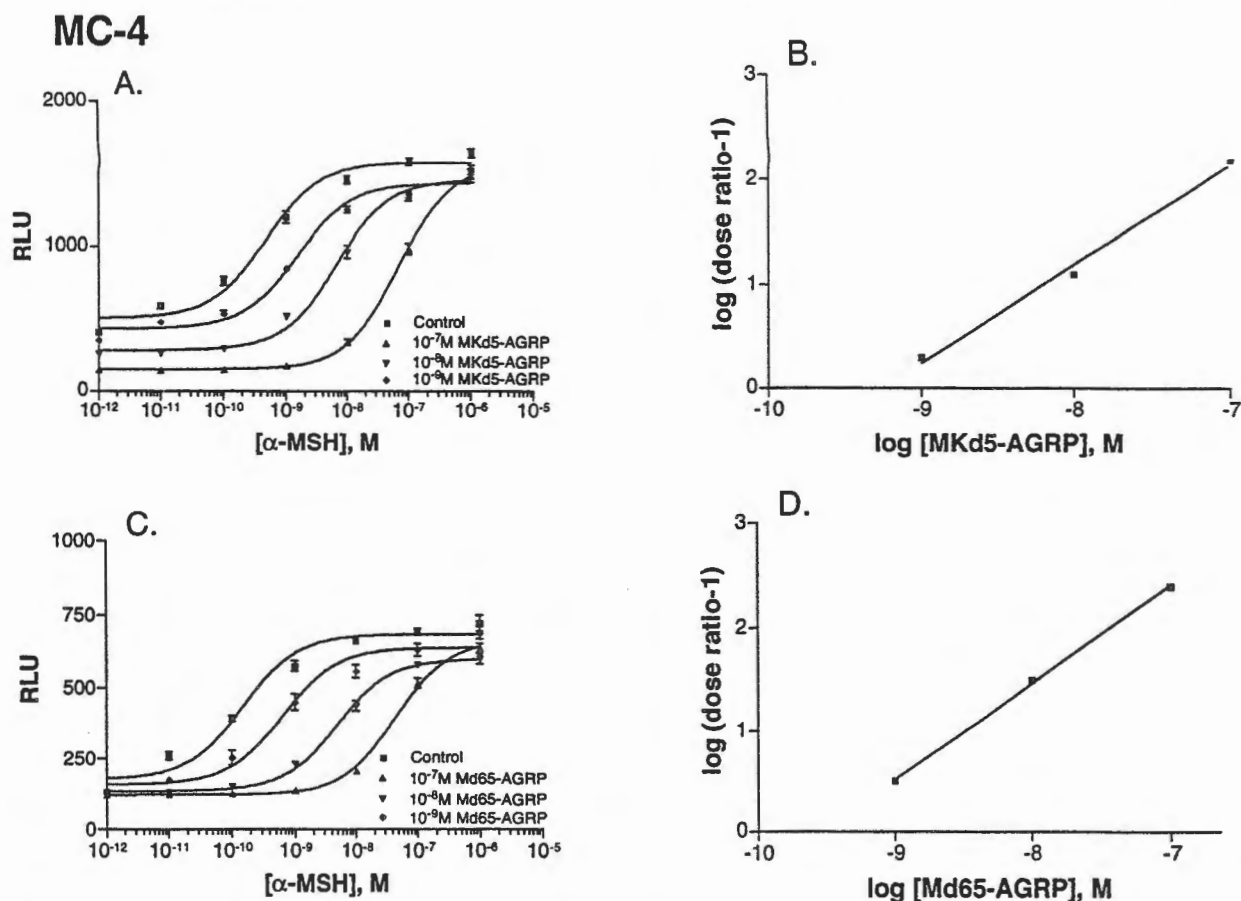 MC-4
A.
2000
1000
0
RLU
10-12 10-11 10-10 10-9 10-8 10-7 10-6 10-5
[α-MSH], M
Control
10-7M MKd5-AGRP
10-8M MKd5-AGRP
10-9M MKd5-AGRP
B.
3
2
1
0
log (dose ratio-1)
-10 -9 -8 -7
log [MKd5-AGRP], M
C.
1000
750
500
250
0
RLU
10-12 10-11 10-10 10-9 10-8 10-7 10-6 10-5
[α-MSH], M
Control
10-7M Md65-AGRP
10-8M Md65-AGRP
10-9M Md65-AGRP
D.
3
2
1
0
log (dose ratio-1)
-10 -9 -8 -7
log [Md65-AGRP], M